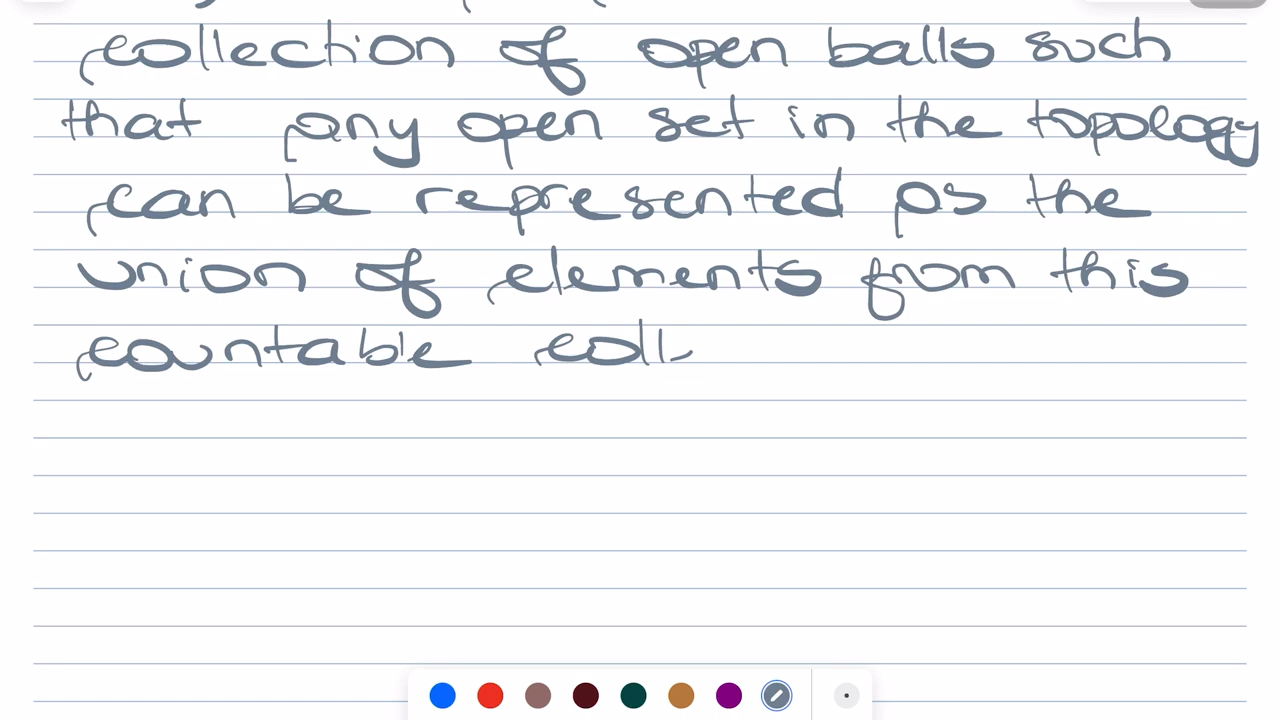 collection of open balls such
that any open set in the topology
can be represented as the
union of elements from this
countable coll